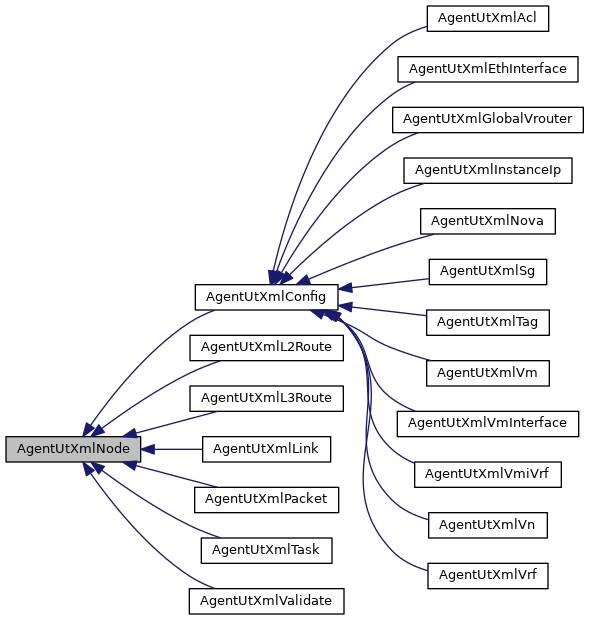 AgentUtXmlAcl
AgentUtXmlEthInterface
AgentUtXmlGlobalVrouter
AgentUtXmlInstanceIp
AgentUtXmlNova
AgentUtXmlSg
AgentUtXmlConfig
AgentUtXmlTag
AgentUtXmlL2Route
AgentUtXmlVm
AgentUtXmlL3Route
AgentUtXmlVmInterface
AgentUtXmlNode
AgentUtXmlLink
AgentUtXmlVmiVrf
AgentUtXmlPacket
AgentUtXmlVn
AgentUtXmlTask
AgentUtXmlVrf
AgentUtXmlValidate